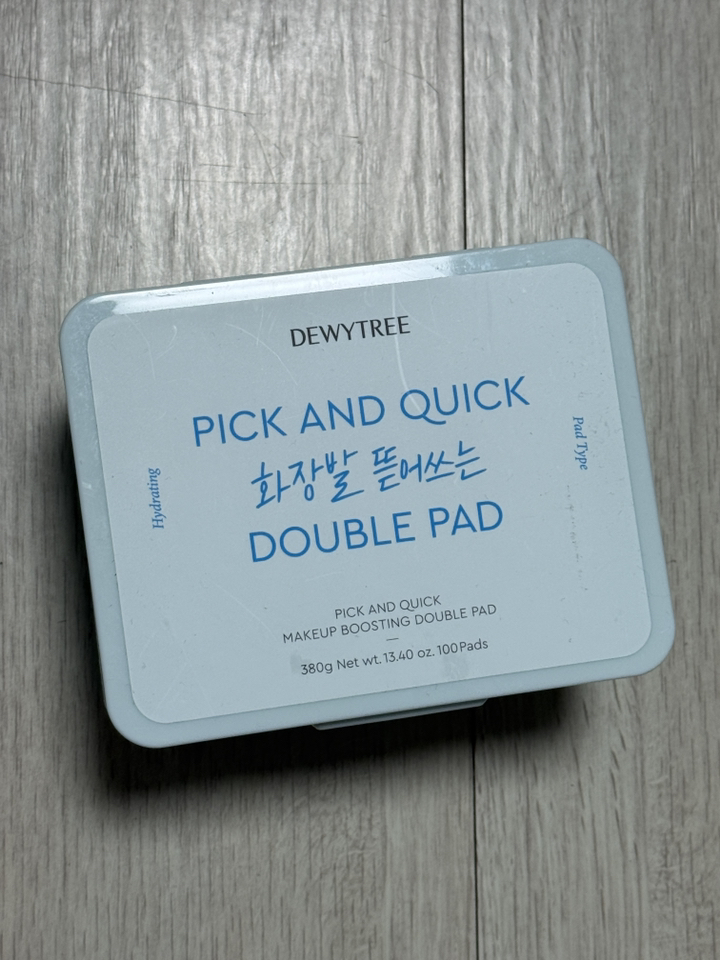 DEWYTREE
PICK AND QUICK
화장발 뜯어쓰는
DOUBLE PAD
Hydrating
Pad Type
PICK AND QUICK
MAKEUP BOOSTING DOUBLE PAD
380g Net wt. 13.40 oz. 100Pads